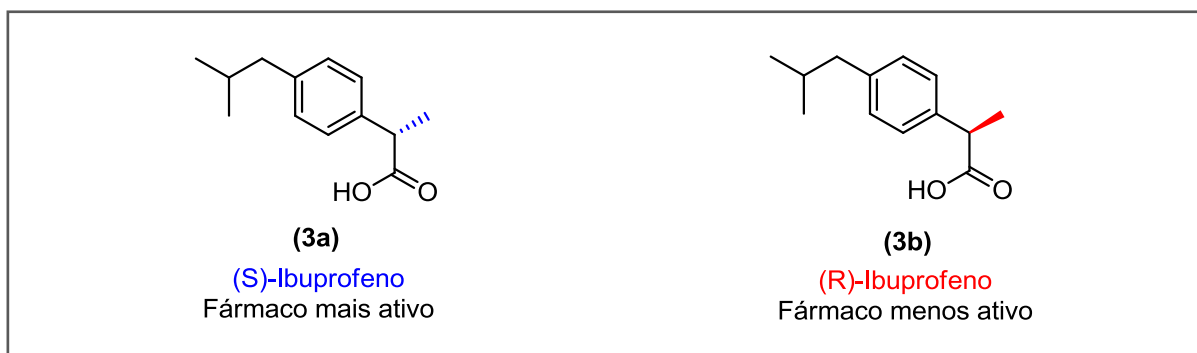 HO
O
(3a)
(S)-Ibuprofeno
Fármaco mais ativo
HO
O
(3b)
(R)-Ibuprofeno
Fármaco menos ativo